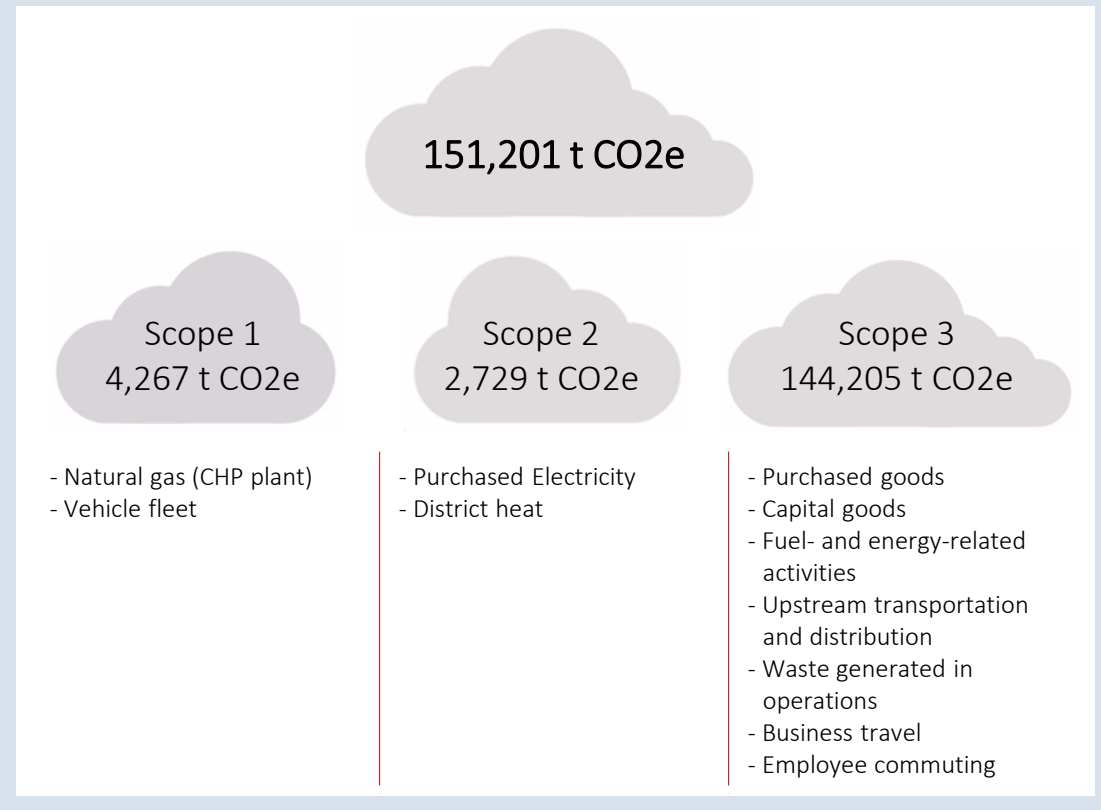 151,201 t CO2e
Scope 1
4,267 t CO2e
Scope 2
2,729 t CO2e
Scope 3
144,205 t CO2e
- Natural gas (CHP plant)
- Vehicle fleet
- Purchased Electricity
- District heat
- Purchased goods
- Capital goods
- Fuel- and energy-related
activities
- Upstream transportation
and distribution
- Waste generated in
operations
- Business travel
- Employee commuting